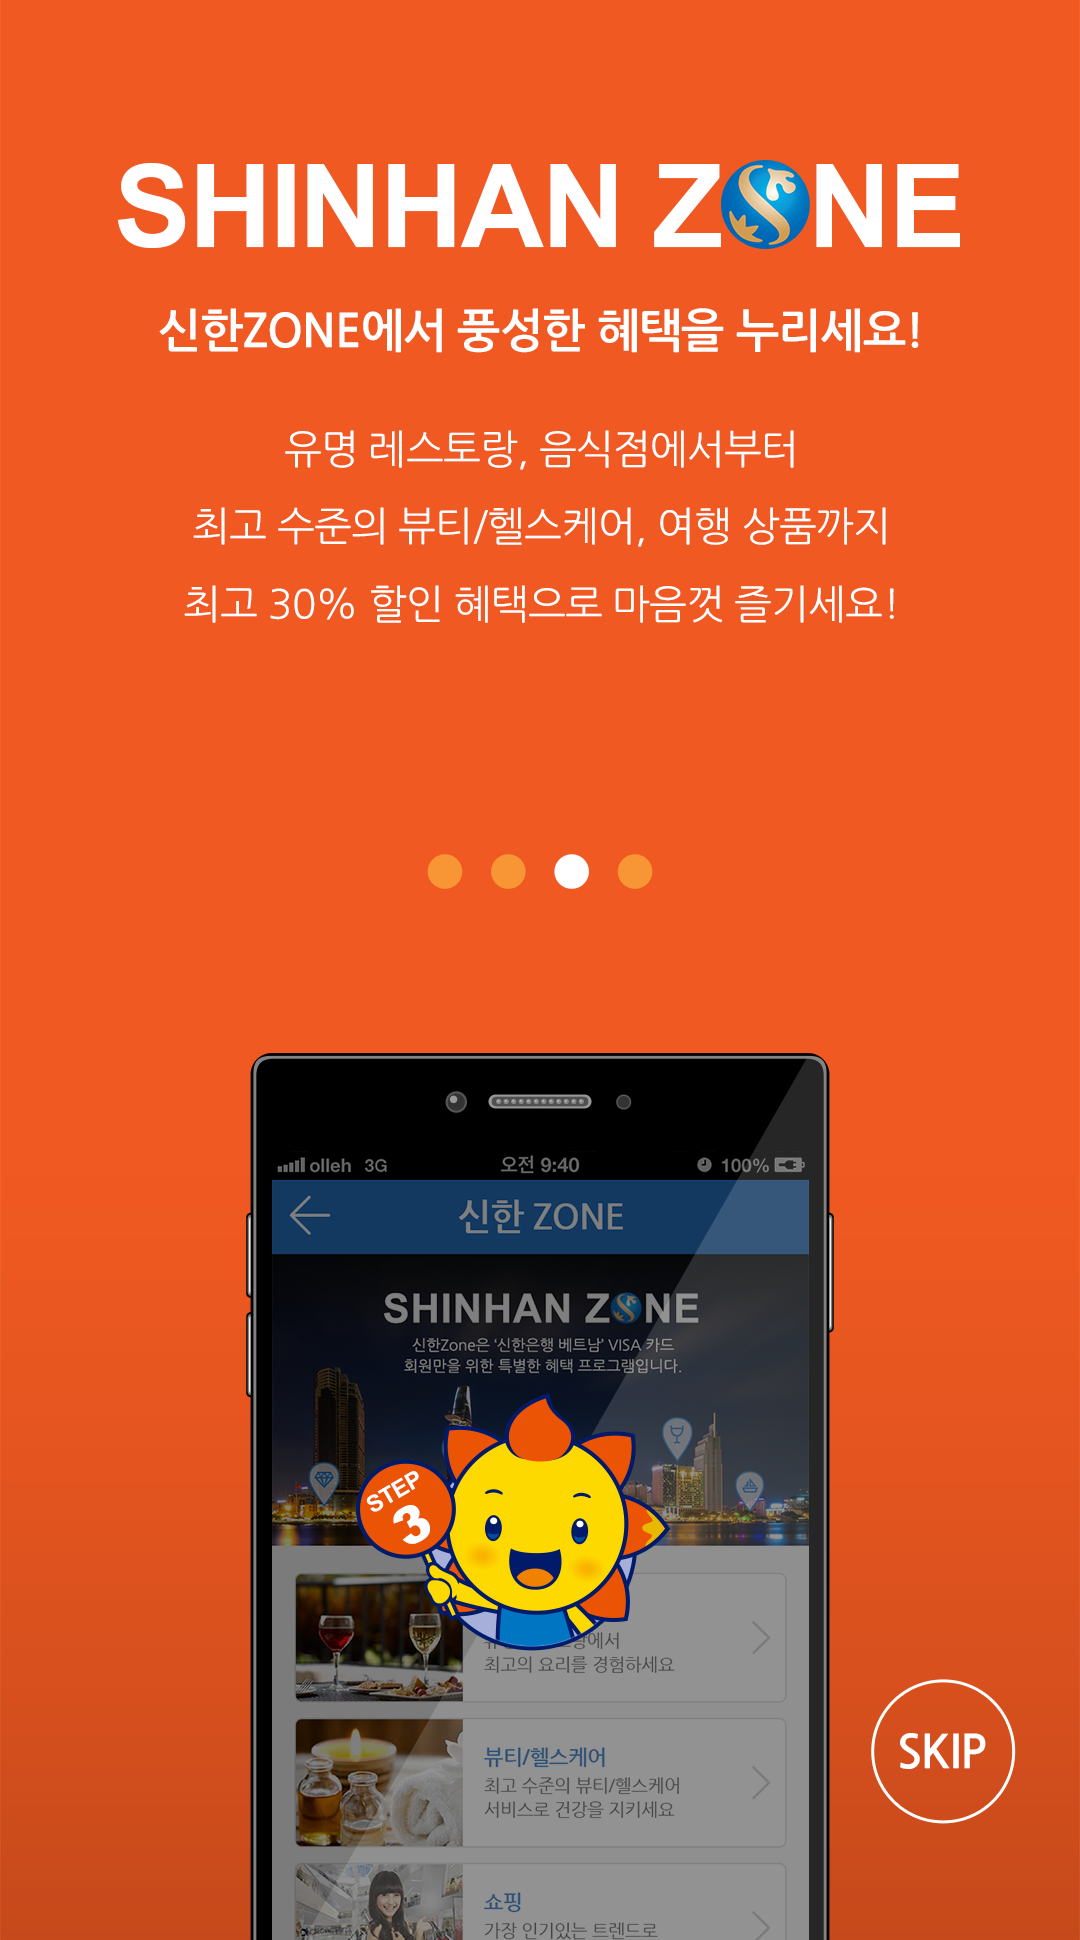 SHINHAN ZONE
신한ZONE에서 풍성한 혜택을 누리세요!
유명 레스토랑, 음식점에서부터
최고 수준의 뷰티/헬스케어, 여행 상품까지
최고 30% 할인 혜택으로 마음껏 즐기세요!
olleh 3G 오전 9:40 100%
신한 ZONE
SHINHAN ZONE
신한Zone은 ‘신한은행 베트남’ VISA 카드
회원만을 위한 특별한 혜택 프로그램입니다.
STEP
3
최고의 요리를 경험하세요
뷰티/헬스케어
최고 수준의 뷰티/헬스케어
서비스로 건강을 지키세요
SKIP
쇼핑
가장 인기있는 트렌드로